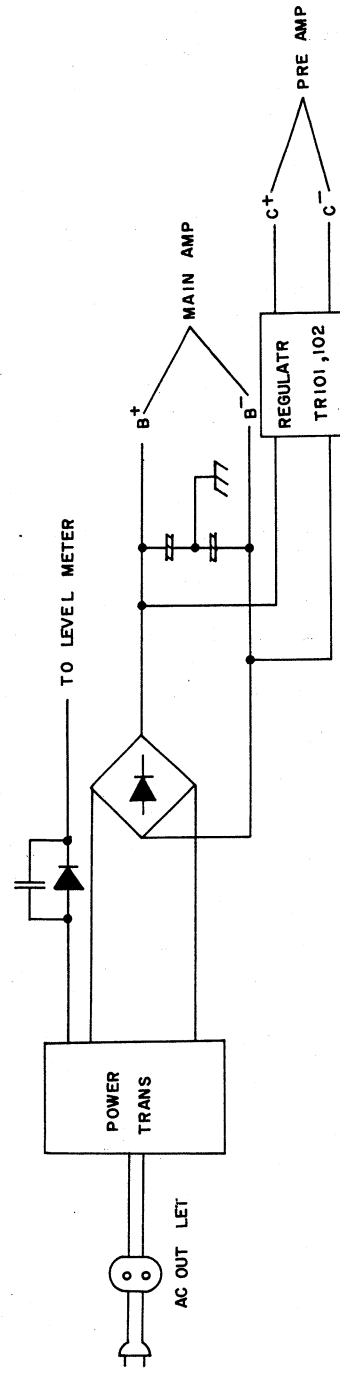 AC OUT LET
POWER
TRANS
TO LEVEL METER
B+
B−
MAIN AMP
REGULATR
TR101,102
C+
C−
PRE AMP